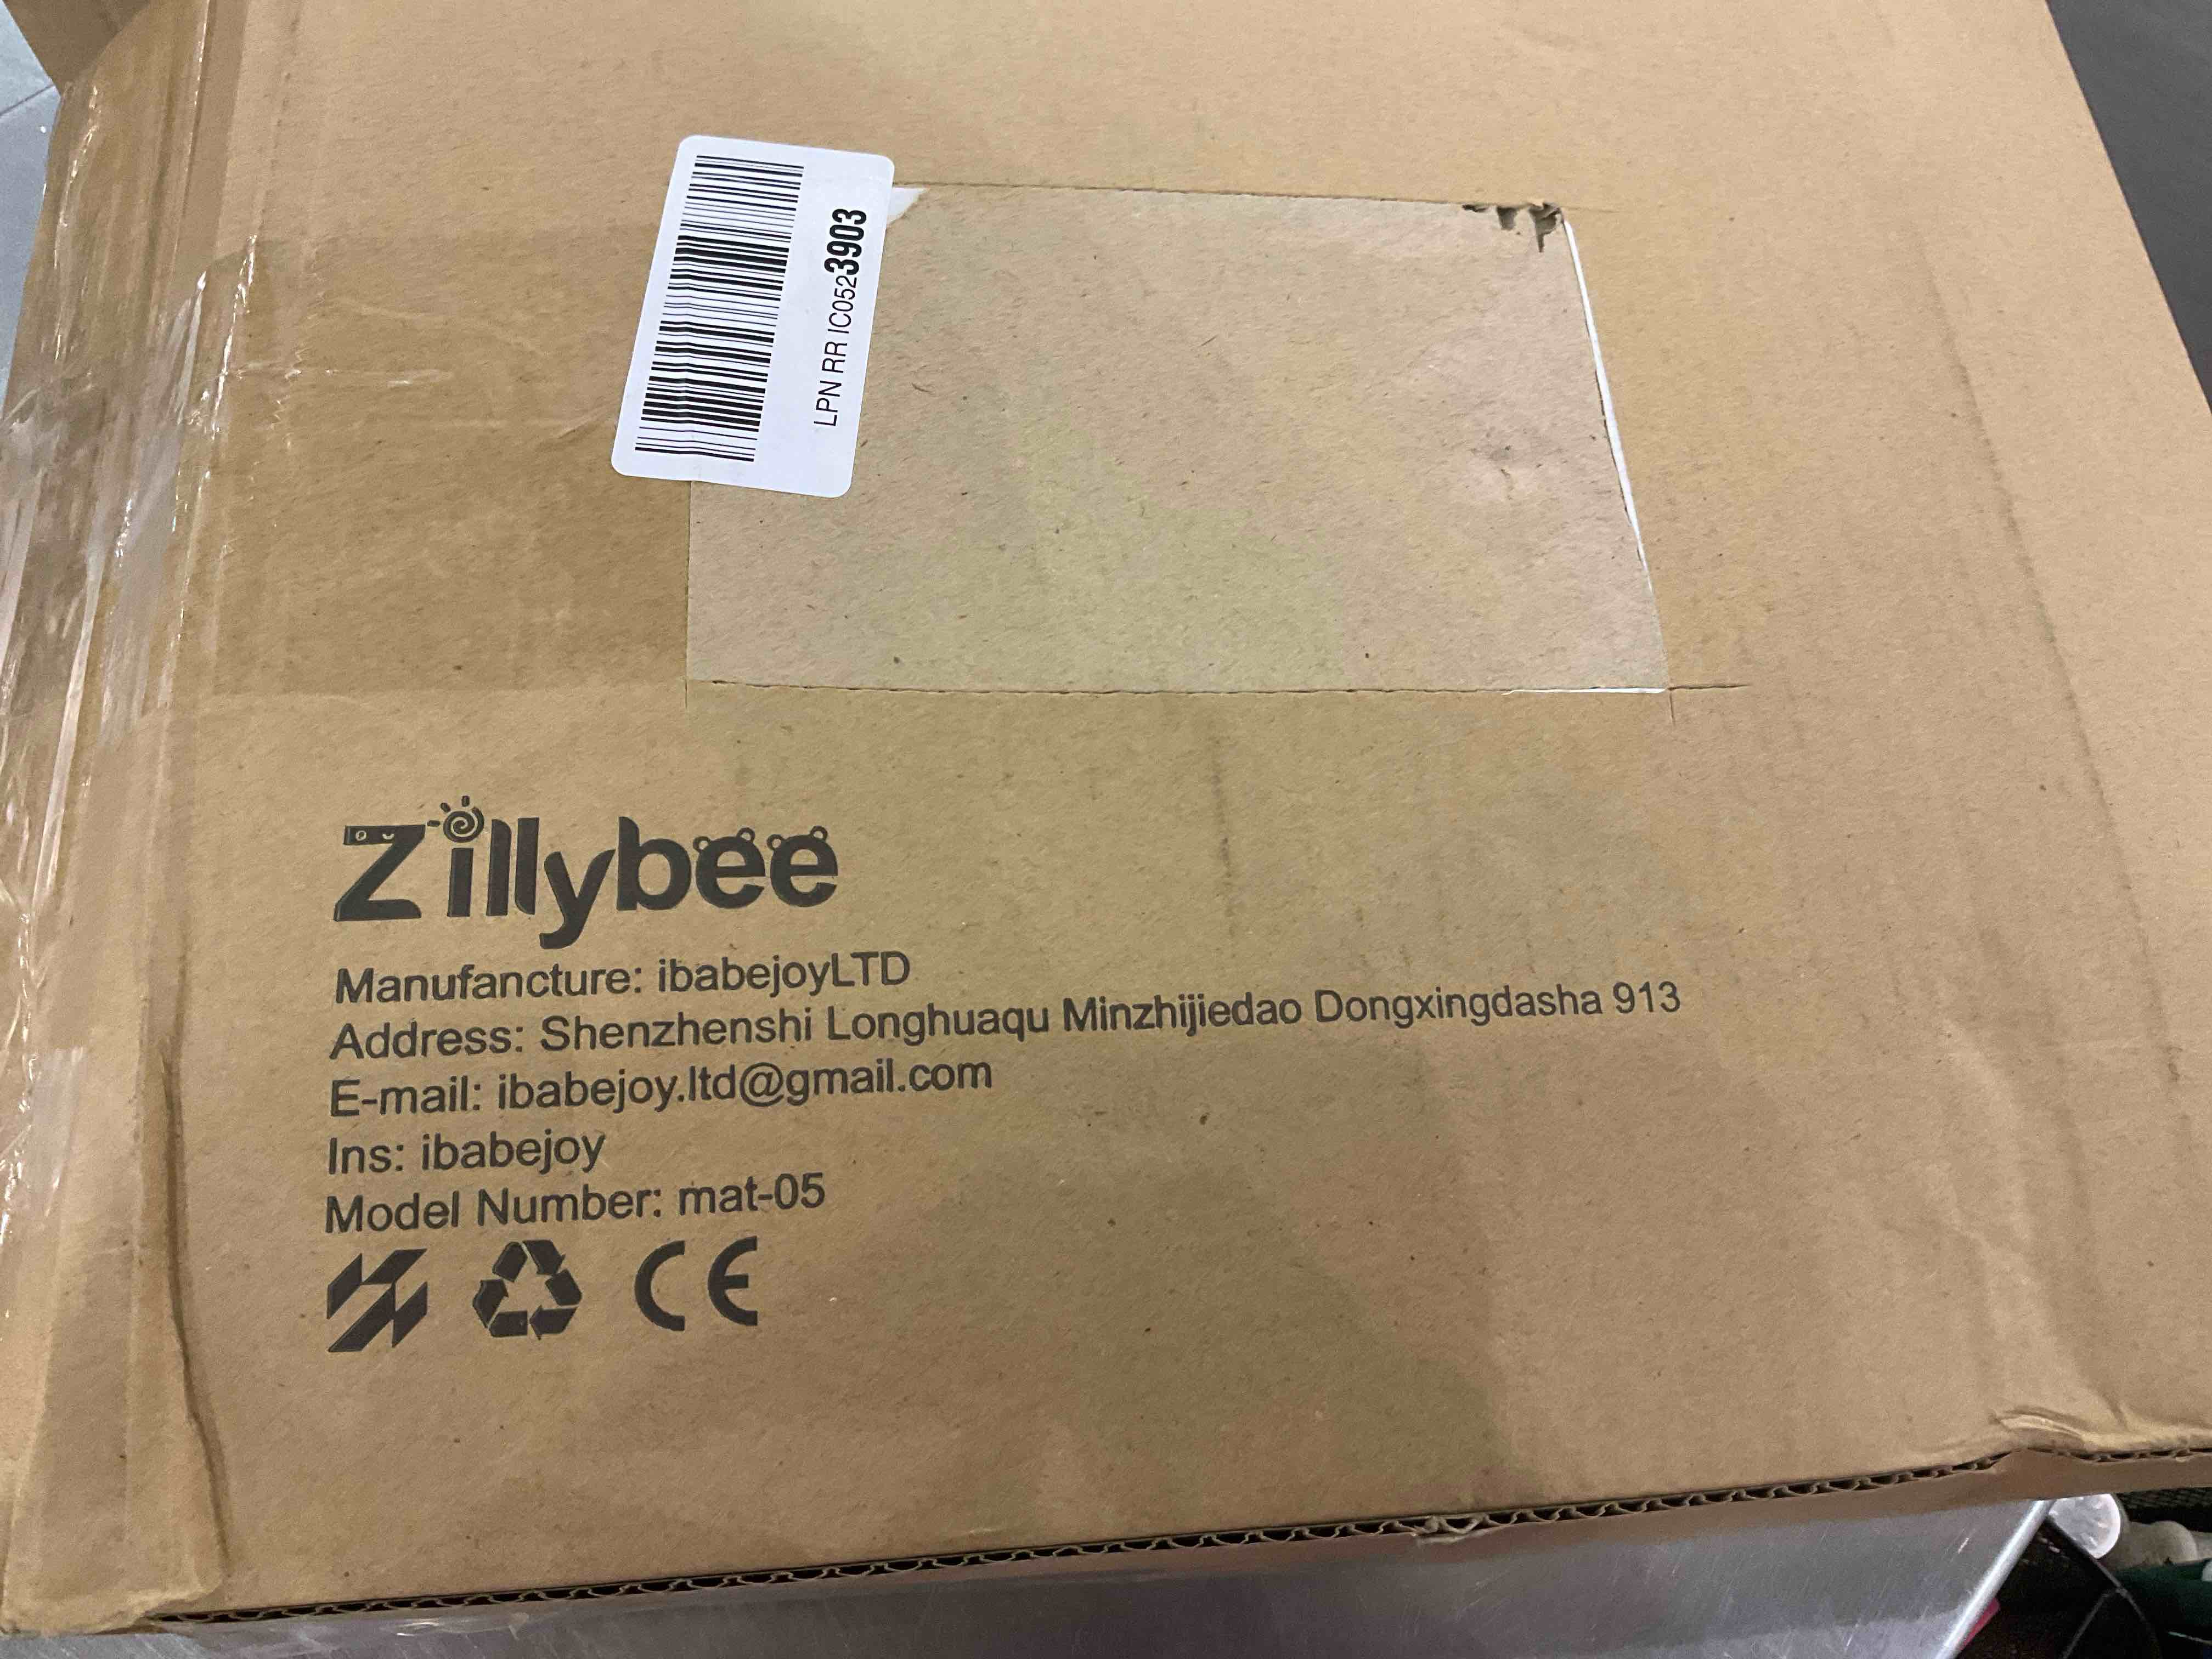 LPN RR IC0523903
Zillybee
Manufancture: ibabejoyLTD
Address: Shenzhenshi Longhuaqu Minzhijiedao Dongxingdasha 913
E-mail: ibabejoy.ltd@gmail.com
Ins: ibabejoy
Model Number: mat-05
CE